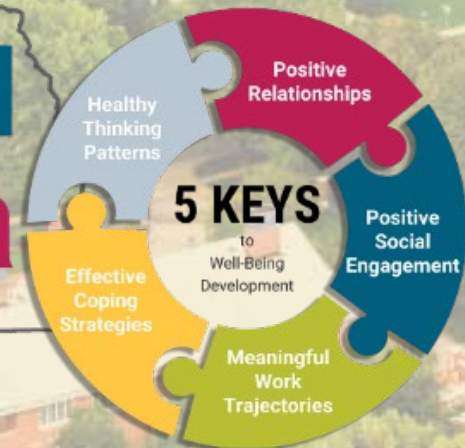 5 KEYS
to
Well-Being
Development
Positive
Relationships
Positive
Social
Engagement
Meaningful
Work
Trajectories
Effective
Coping
Strategies
Healthy
Thinking
Patterns